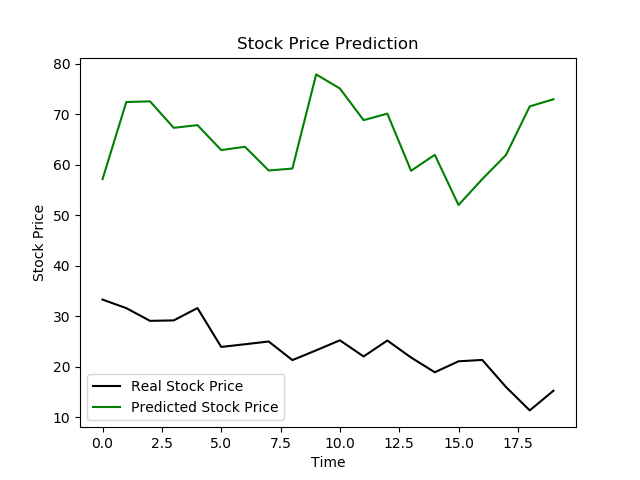 Stock Price Prediction
80
70
60
50
40
30
20
10
Stock Price
Real Stock Price
Predicted Stock Price
0.0 2.5 5.0 7.5 10.0 12.5 15.0 17.5
Time